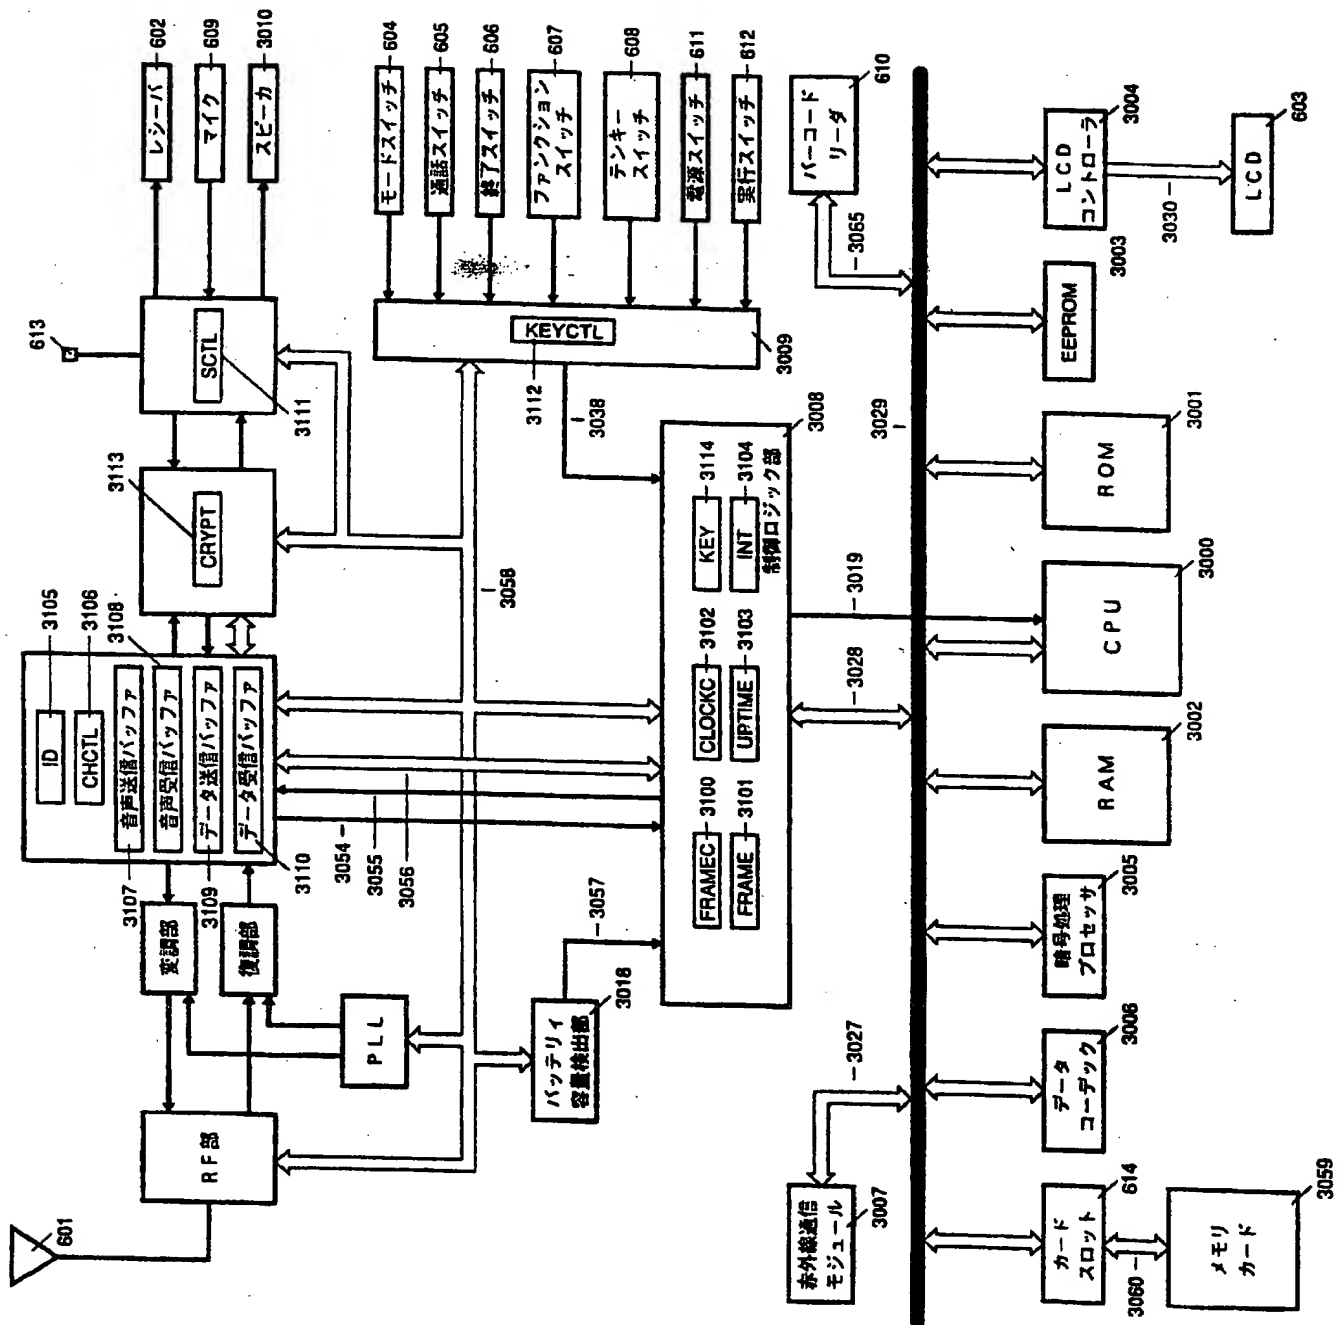 601
RF部
変調部
復調部
PLL
ID
CHCTL
音声送信バッファ
音声受信バッファ
データ送信バッファ
データ受信バッファ
3105
3106
3108
3107
3109
3110
CRYPT
3113
SCTL
3111
613
レシーバ
602
マイク
609
スピーカ
3010
モードスイッチ
604
通話スイッチ
605
終了スイッチ
606
ファンクション
スイッチ
607
テンキー
スイッチ
608
電源スイッチ
611
実行スイッチ
612
KEYCTL
3112
3009
3038
3058
3054
3055
3056
バッテリィ
容量検出部
3018
3057
FRAMEC
3100
CLOCKC
3102
KEY
3114
FRAME
3101
UPTIME
3103
INT
3104
制御ロジック部
3008
バーコード
リーダ
610
3065
赤外線通信
モジュール
3007
3027
3028
3019
3029
カード
スロット
614
3060
メモリ
カード
3059
データ
コーデック
3006
暗号処理
プロセッサ
3005
RAM
3002
CPU
3000
ROM
3001
EEPROM
3003
LCD
コントローラ
3004
3030
LCD
603